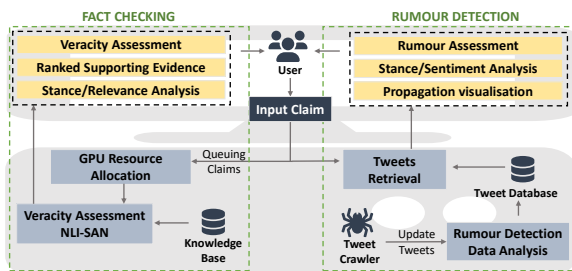 FACT CHECKING
RUMOUR DETECTION
Veracity Assessment
Ranked Supporting Evidence
Stance/Relevance Analysis
User
Rumour Assessment
Stance/Sentiment Analysis
Propagation visualisation
Input Claim
GPU Resource
Allocation
Queuing
Claims
Tweets
Retrieval
Tweet Database
Veracity Assessment
NLI-SAN
Knowledge
Base
Tweet
Crawler
Update
Tweets
Rumour Detection
Data Analysis